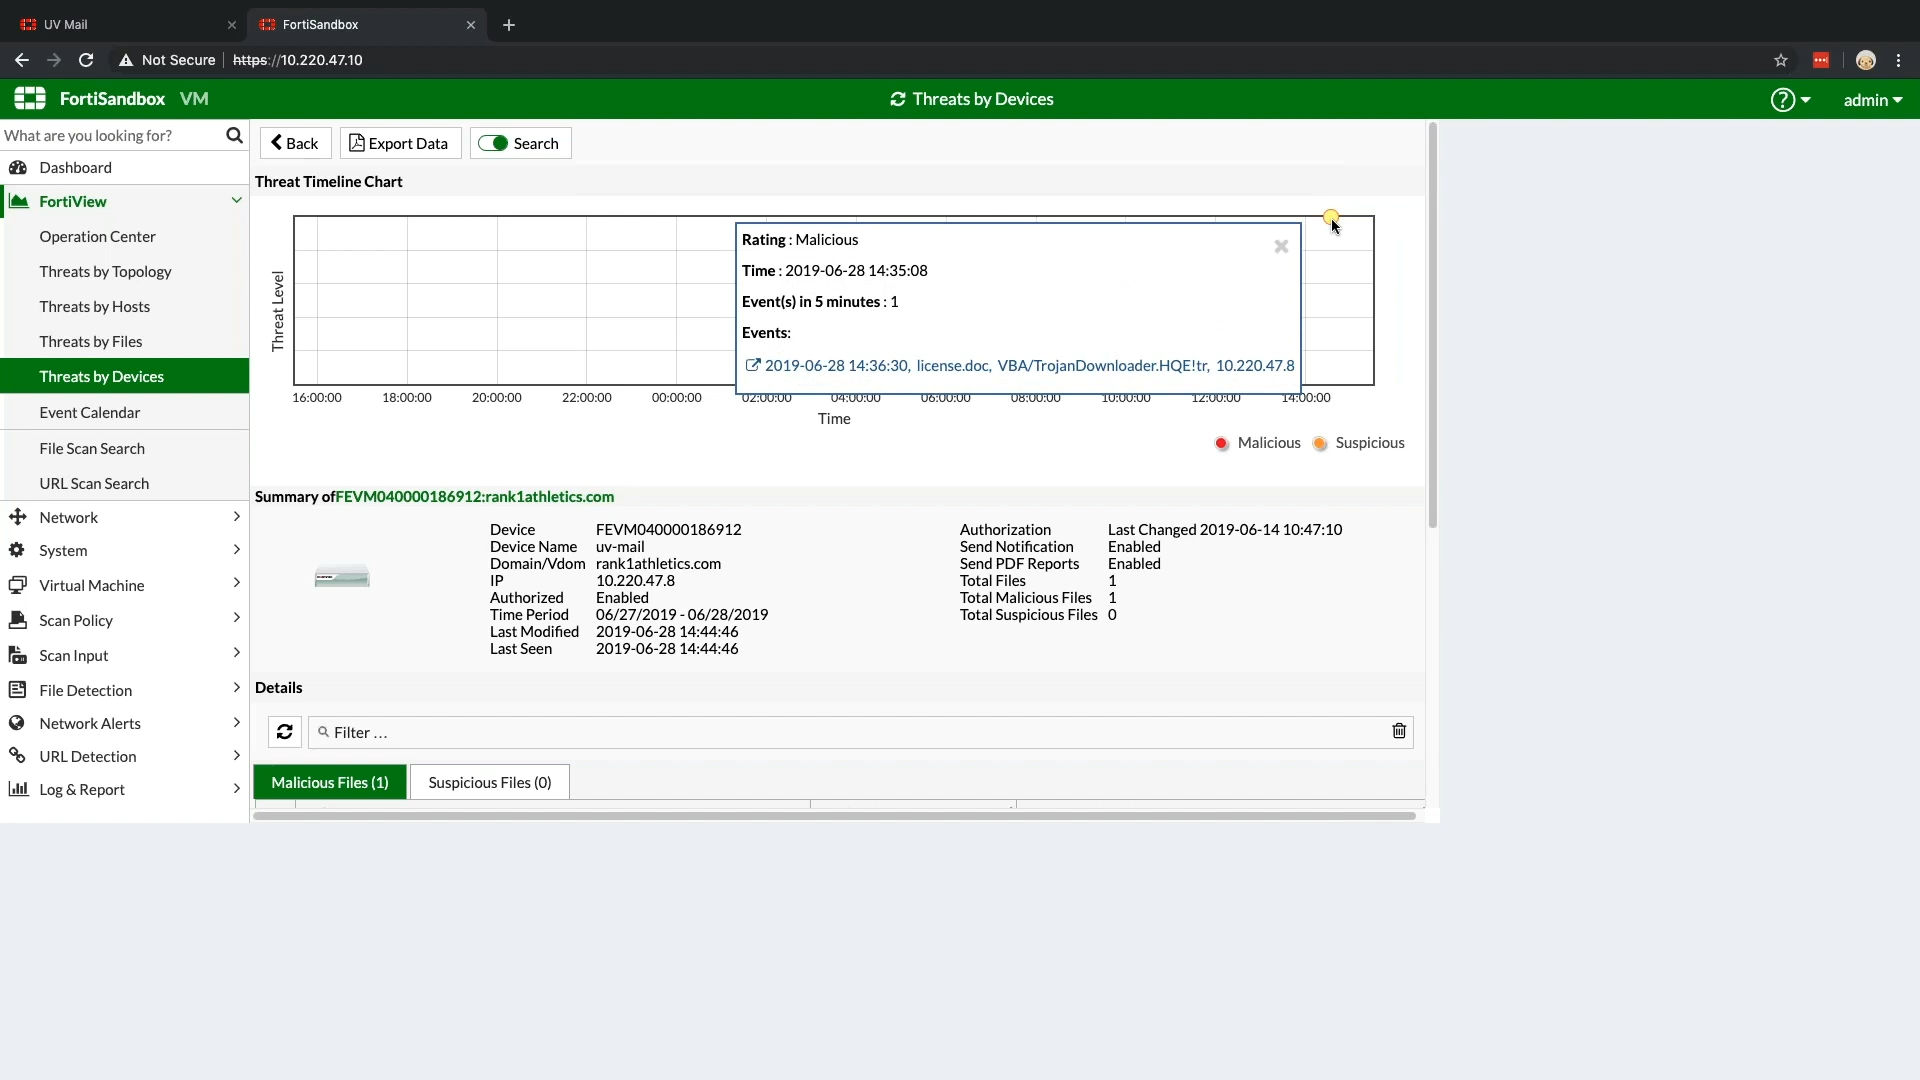 UV Mail
FortiSandbox
Not Secure
https://10.220.47.10
FortiSandbox VM
Threats by Devices
admin
What are you looking for?
Back
Export Data
Search
Dashboard
FortiView
Operation Center
Threats by Topology
Threats by Hosts
Threats by Files
Threats by Devices
Event Calendar
File Scan Search
URL Scan Search
Network
System
Virtual Machine
Scan Policy
Scan Input
File Detection
Network Alerts
URL Detection
Log & Report
Threat Timeline Chart
Threat Level
Rating : Malicious
Time : 2019-06-28 14:35:08
Event(s) in 5 minutes : 1
Events:
2019-06-28 14:36:30, license.doc, VBA/TrojanDownloader.HQE!tr, 10.220.47.8
16:00:00 18:00:00 20:00:00 22:00:00 00:00:00 02:00:00 04:00:00 06:00:00 08:00:00 10:00:00 12:00:00 14:00:00
Time
Malicious Suspicious
Summary ofFEVM040000186912:rank1athletics.com
Device FEVM040000186912
Device Name uv-mail
Domain/Vdom rank1athletics.com
IP 10.220.47.8
Authorized Enabled
Time Period 06/27/2019 - 06/28/2019
Last Modified 2019-06-28 14:44:46
Last Seen 2019-06-28 14:44:46
Authorization Last Changed 2019-06-14 10:47:10
Send Notification Enabled
Send PDF Reports Enabled
Total Files 1
Total Malicious Files 1
Total Suspicious Files 0
Details
Filter ...
Malicious Files (1)
Suspicious Files (0)